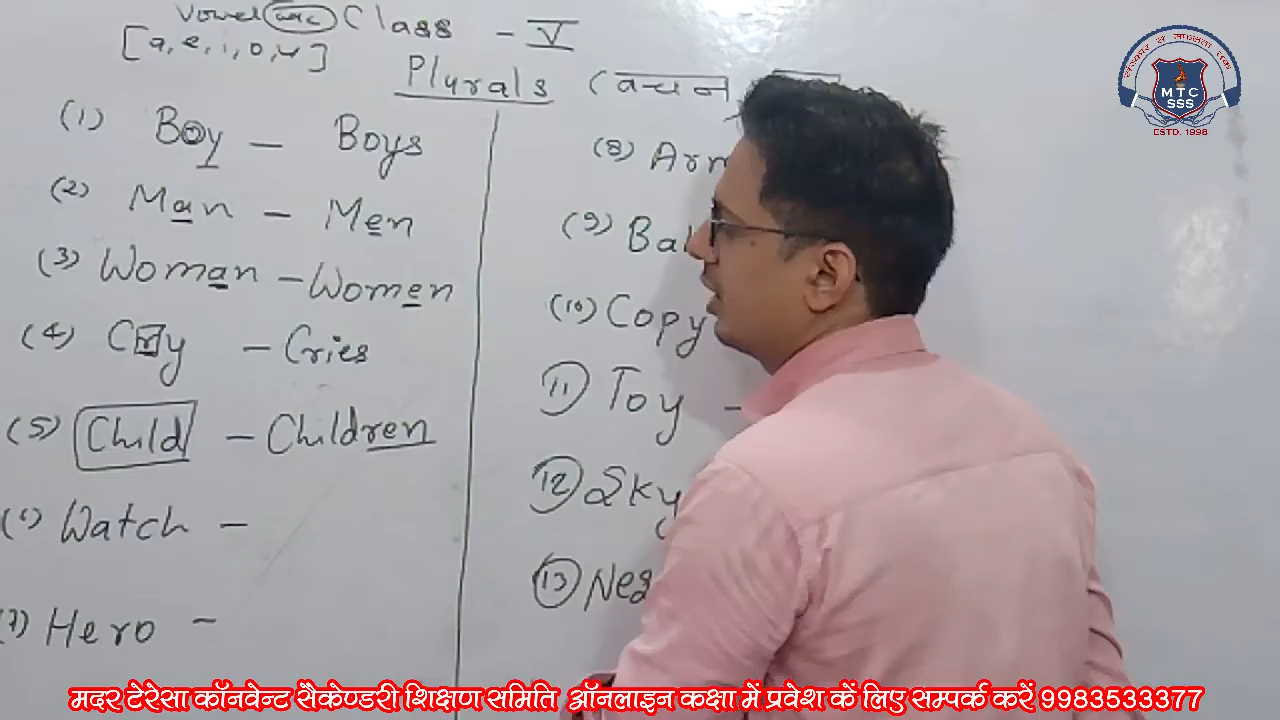 Vowel Class - V
[a, e, i, o, u]
Plurals (वचन
(1) Boy - Boys
(2) Man - Men
(3) Woman - Women
(4) Cry - Cries
(5) Child - Children
(6) Watch -
(7) Hero -
(8) Arm
(9) Bab
(10) Copy
11 Toy -
12 Sky
13 Neg
MTC
SSS
ESTD. 1998
मदर टेरेसा कॉनवेन्ट सैकेण्डरी शिक्षण समिति ऑनलाइन कक्षा में प्रवेश के लिए सम्पर्क करें 9983533377